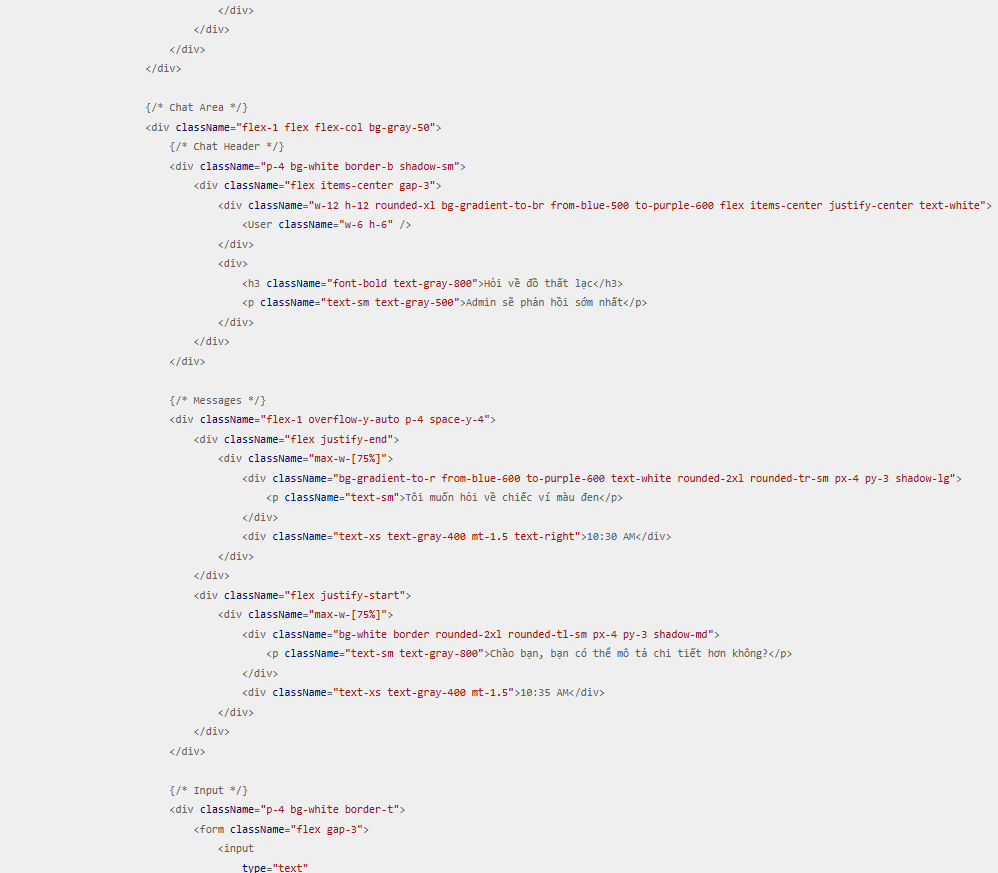 </div>
</div>
</div>
</div>
{/* Chat Area */}
<div className="flex-1 flex flex-col bg-gray-50">
{/* Chat Header */}
<div className="p-4 bg-white border-b shadow-sm">
<div className="flex items-center gap-3">
<div className="w-12 h-12 rounded-xl bg-gradient-to-br from-blue-500 to-purple-600 flex items-center justify-center text-white">
<User className="w-6 h-6" />
</div>
<div>
<h3 className="font-bold text-gray-800">Hỏi về đồ thất lạc</h3>
<p className="text-sm text-gray-500">Admin sẽ phản hồi sớm nhất</p>
</div>
</div>
</div>
{/* Messages */}
<div className="flex-1 overflow-y-auto p-4 space-y-4">
<div className="flex justify-end">
<div className="max-w-[75%]">
<div className="bg-gradient-to-r from-blue-600 to-purple-600 text-white rounded-2xl rounded-tr-sm px-4 py-3 shadow-lg">
<p className="text-sm">Tôi muốn hỏi về chiếc ví màu đen</p>
</div>
<div className="text-xs text-gray-400 mt-1.5 text-right">10:30 AM</div>
</div>
</div>
<div className="flex justify-start">
<div className="max-w-[75%]">
<div className="bg-white border rounded-2xl rounded-tl-sm px-4 py-3 shadow-md">
<p className="text-sm text-gray-800">Chào bạn, bạn có thể mô tả chi tiết hơn không?</p>
</div>
<div className="text-xs text-gray-400 mt-1.5">10:35 AM</div>
</div>
</div>
</div>
{/* Input */}
<div className="p-4 bg-white border-t">
<form className="flex gap-3">
<input
type="text"